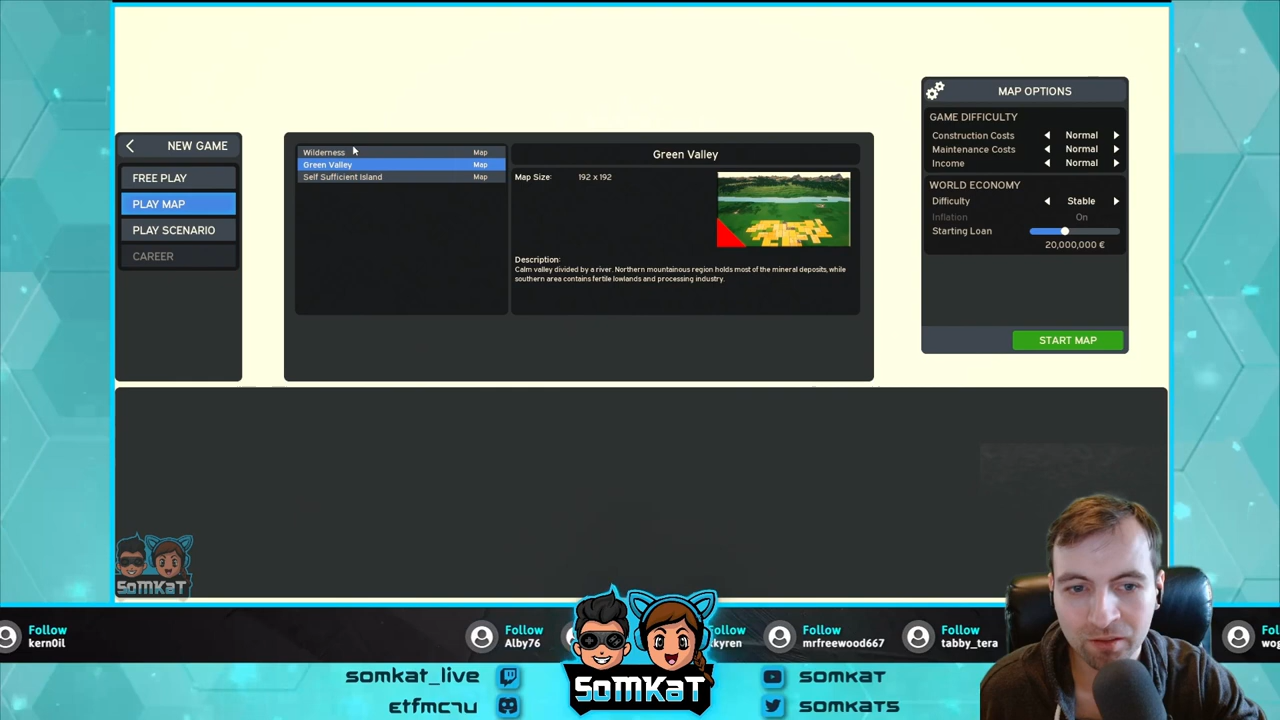 NEW GAME
FREE PLAY
PLAY MAP
PLAY SCENARIO
CAREER
Wilderness Map
Green Valley Map
Self Sufficient Island Map
Green Valley
Map Size: 192 x 192
Description:
Calm valley divided by a river. Northern mountainous region holds most of the mineral deposits, while
southern area contains fertile lowlands and processing industry.
MAP OPTIONS
GAME DIFFICULTY
Construction Costs Normal
Maintenance Costs Normal
Income Normal
WORLD ECONOMY
Difficulty Stable
Inflation On
Starting Loan
20,000,000 €
START MAP
SOMKAT
Follow
kern0il
Follow
Alby76
Follow
mrfreewood667
Follow
tabby_tera
SOMKAT
somkat_live
ETFMC7U
SOMKAT
SOMKATS